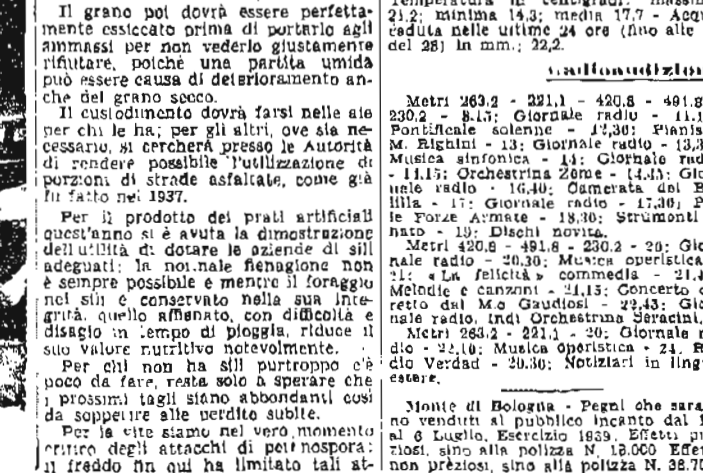 Il grano poi dovrà essere perfetta-
mente essiccato prima di portarlo agli
ammassi per non vederlo giustamente
rifiutare, poichè una partita umida
può essere causa di deterioramento an-
che del grano secco.
Il custodimento dovrà farsi nelle aie
per chi le ha; per gli altri, ove sia ne-
cessario, si cercherà presso le Autorità
di rendere possibile l'utilizzazione di
porzioni di strade asfaltate, come già
fu fatto nel 1937.
Per il prodotto dei prati artificiali
quest'anno si è avuta la dimostrazione
dell'utilità di dotare le aziende di sili
adeguati: la normale fienagione non
è sempre possibile e mentre il foraggio
nei sili è conservato nella sua inte-
grità, quello affienato, con difficoltà e
disagio in tempo di pioggia, riduce il
suo valore nutritivo notevolmente.
Per chi non ha sili purtroppo c'è
poco da fare, resta solo a sperare che
i prossimi tagli siano abbondanti così
da sopperire alle perdite subite.
Per la vite siamo nel vero momento
critico degli attacchi di peronospora:
il freddo fin qui ha limitato tali at-
21,2; minima 14,3; media 17,7 - Acq
caduta nelle ultime 24 ore (fino alle
del 28) in mm.; 22,2.
Radioaudizion
Metri 263,2 - 221,1 - 420,8 - 491,8
230,2 - 8.15: Giornale radio - 11.1
Pontificale solenne - 12,30: Pianis
M. Righini - 13: Giornale radio - 13,3
Musica sinfonica - 14: Giornale rad
- 14.15: Orchestrina Zeme - 14.45: Gio
nale radio - 16,40: Camerata dei B
lilla - 17: Giornale radio - 17,30; P
le Forze Armate - 18,30: Strumenti
nato - 19: Dischi novità.
Metri 420,8 - 491,8 - 230,2 - 20: Gio
nale radio - 20,30: Musica operistica
21: «La felicità» commedia - 21,4
Melodie e canzoni - 21,15: Concerto
retto dal M.o Gaudiosi - 22,45: Gio
nale radio, indi Orchestrina Seracini.
Metri 263,2 - 221,1 - 20: Giornale r
dio - 22,10: Musica operistica - 24, R
dio Verdad - 20.30: Notiziari in ling
estere.
Monte di Bologna - Pegni che sara
no venduti al pubblico incanto dal 1
al 6 Luglio. Esercizio 1939. Effetti pr
ziosi, sino alla polizza N. 18.000 Effet
non preziosi, sino alla polizza N. 38.70